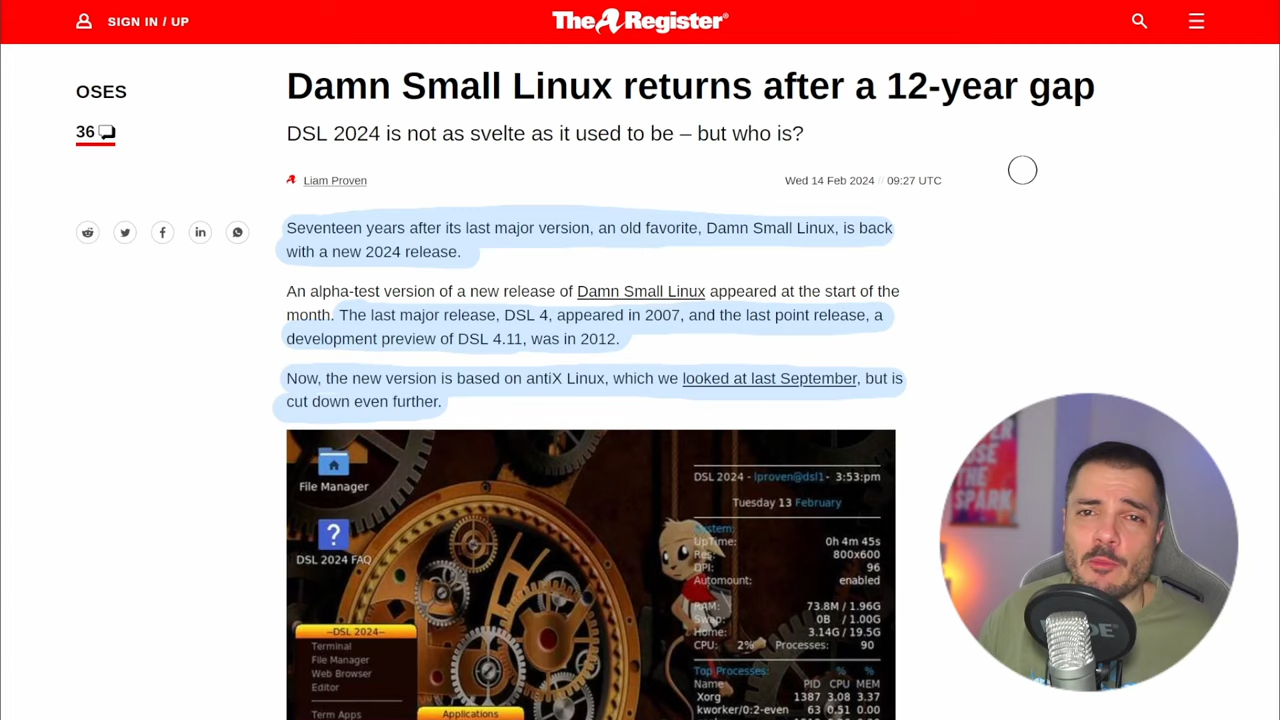 SIGN IN / UP
The Register®
OSES
Damn Small Linux returns after a 12-year gap
36
DSL 2024 is not as svelte as it used to be – but who is?
Liam Proven
Wed 14 Feb 2024 // 09:27 UTC
Seventeen years after its last major version, an old favorite, Damn Small Linux, is back
with a new 2024 release.
An alpha-test version of a new release of Damn Small Linux appeared at the start of the
month. The last major release, DSL 4, appeared in 2007, and the last point release, a
development preview of DSL 4.11, was in 2012.
Now, the new version is based on antiX Linux, which we looked at last September, but is
cut down even further.
File Manager
DSL 2024 FAQ
--DSL 2024--
Terminal
File Manager
Web Browser
Editor
Term Apps
Applications
DSL 2024 - lproven@dsl1 - 3:53:pm
Tuesday 13 February
System:
UpTime: 0h 4m 45s
Res: 800x600
DPI: 96
Automount: enabled
RAM: 73.8M / 1.96G
Swap: 0B / 1.00G
Home: 3.14G / 19.5G
CPU: 2% Processes: 90
Top Processes: % %
Name PID CPU MEM
Xorg 1387 3.08 3.37
kworker/0:2-even 63 0.51 0.00
USE
THE
SPARK